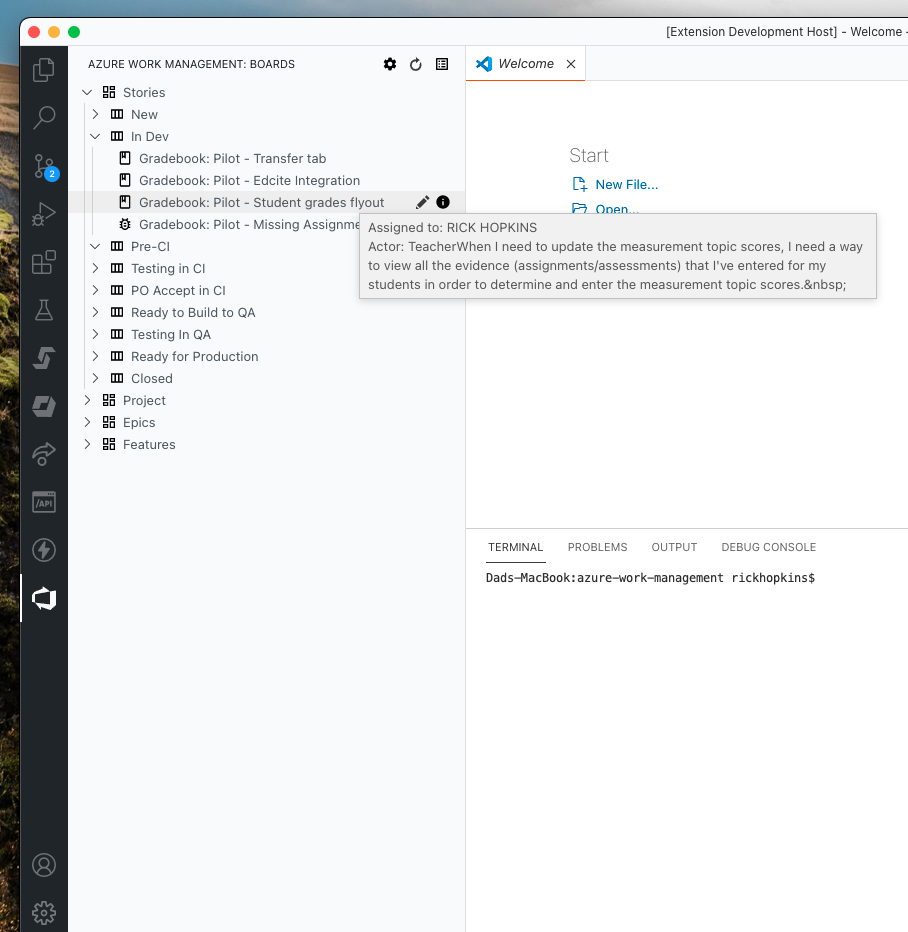 [Extension Development Host] - Welcome -
AZURE WORK MANAGEMENT: BOARDS
Welcome
Stories
New
In Dev
Gradebook: Pilot - Transfer tab
Gradebook: Pilot - Edcite Integration
Gradebook: Pilot - Student grades flyout
Gradebook: Pilot - Missing Assignme
Pre-CI
Testing in CI
PO Accept in CI
Ready to Build to QA
Testing In QA
Ready for Production
Closed
Project
Epics
Features
2
/API
Start
New File...
Open...
Assigned to: RICK HOPKINS
Actor: TeacherWhen I need to update the measurement topic scores, I need a way
to view all the evidence (assignments/assessments) that I've entered for my
students in order to determine and enter the measurement topic scores.&nbsp;
TERMINAL PROBLEMS OUTPUT DEBUG CONSOLE
Dads-MacBook:azure-work-management rickhopkins$